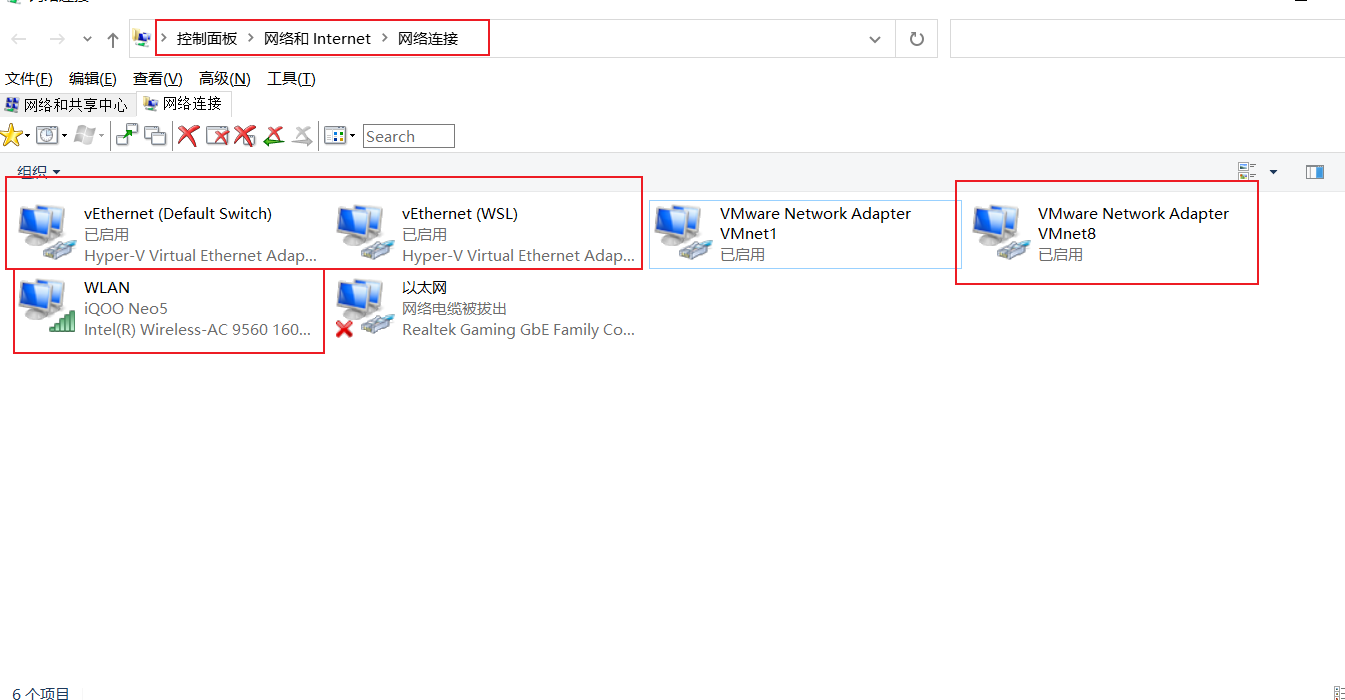 控制面板 > 网络和 Internet > 网络连接
文件(F) 编辑(E) 查看(V) 高级(N) 工具(T)
网络和共享中心 网络连接
Search
组织
vEthernet (Default Switch)
已启用
Hyper-V Virtual Ethernet Adap...
vEthernet (WSL)
已启用
Hyper-V Virtual Ethernet Adap...
VMware Network Adapter
VMnet1
已启用
VMware Network Adapter
VMnet8
已启用
WLAN
iQOO Neo5
Intel(R) Wireless-AC 9560 160...
以太网
网络电缆被拔出
Realtek Gaming GbE Family Co...
6 个项目